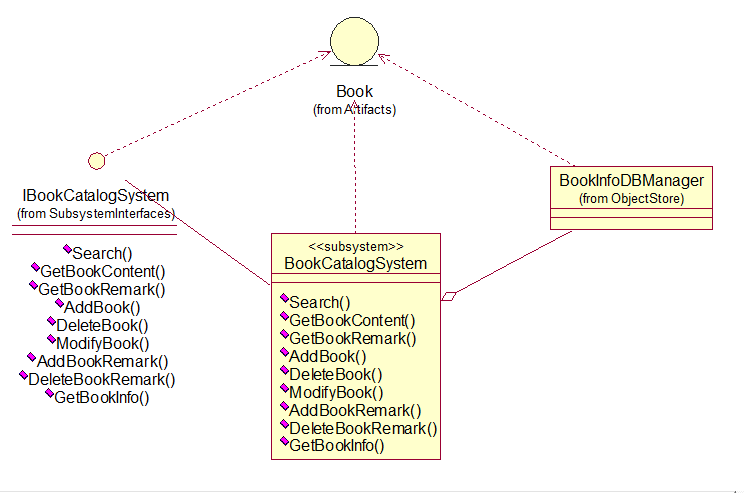 Book
(from Artifacts)
IBookCatalogSystem
(from SubsystemInterfaces)
Search()
GetBookContent()
GetBookRemark()
AddBook()
DeleteBook()
ModifyBook()
AddBookRemark()
DeleteBookRemark()
GetBookInfo()
<<subsystem>>
BookCatalogSystem
Search()
GetBookContent()
GetBookRemark()
AddBook()
DeleteBook()
ModifyBook()
AddBookRemark()
DeleteBookRemark()
GetBookInfo()
BookInfoDBManager
(from ObjectStore)